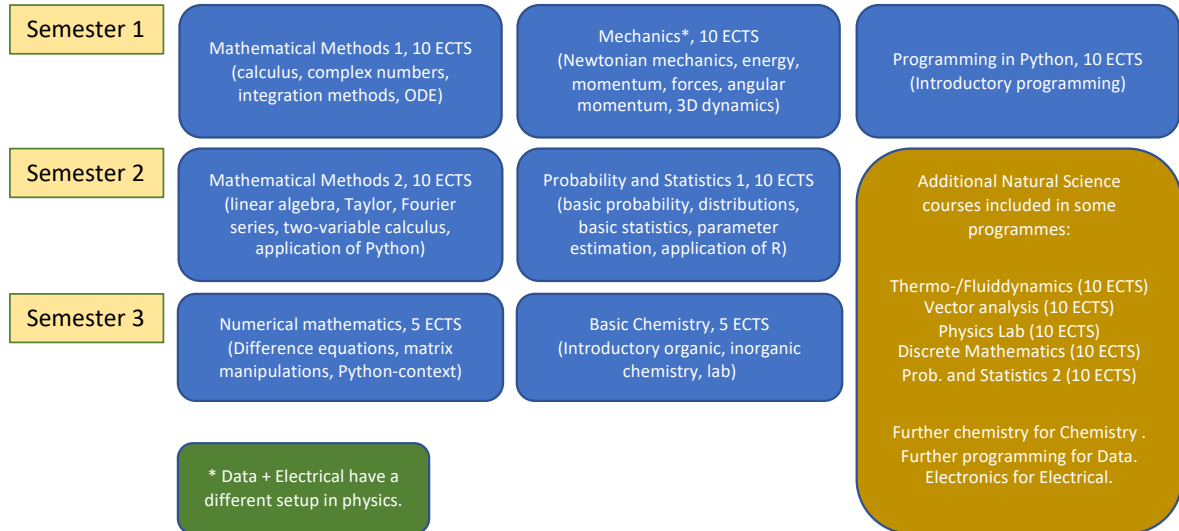 Semester 1
Mathematical Methods 1, 10 ECTS
(calculus, complex numbers,
integration methods, ODE)
Mechanics*, 10 ECTS
(Newtonian mechanics, energy,
momentum, forces, angular
momentum, 3D dynamics)
Programming in Python, 10 ECTS
(Introductory programming)
Semester 2
Mathematical Methods 2, 10 ECTS
(linear algebra, Taylor, Fourier
series, two-variable calculus,
application of Python)
Probability and Statistics 1, 10 ECTS
(basic probability, distributions,
basic statistics, parameter
estimation, application of R)
Additional Natural Science
courses included in some
programmes:
Thermo-/Fluiddynamics (10 ECTS)
Vector analysis (10 ECTS)
Physics Lab (10 ECTS)
Discrete Mathematics (10 ECTS)
Prob. and Statistics 2 (10 ECTS)
Further chemistry for Chemistry .
Further programming for Data.
Electronics for Electrical.
Semester 3
Numerical mathematics, 5 ECTS
(Difference equations, matrix
manipulations, Python-context)
Basic Chemistry, 5 ECTS
(Introductory organic, inorganic
chemistry, lab)
* Data + Electrical have a
different setup in physics.